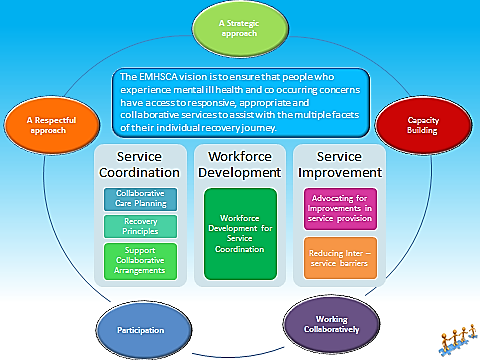 A Strategic
approach
The EMHSCA vision is to ensure that people who
experience mental ill health and co occurring concerns
have access to responsive, appropriate and
collaborative services to assist with the multiple facets
of their individual recovery journey.
A Respectful
approach
Capacity
Building
Service
Coordination
Collaborative
Care Planning
Recovery
Principles
Support
Collaborative
Arrangements
Workforce
Development
Workforce
Development for
Service
Coordination
Service
Improvement
Advocating for
Improvements in
service provision
Reducing Inter –
service barriers
Participation
Working
Collaboratively